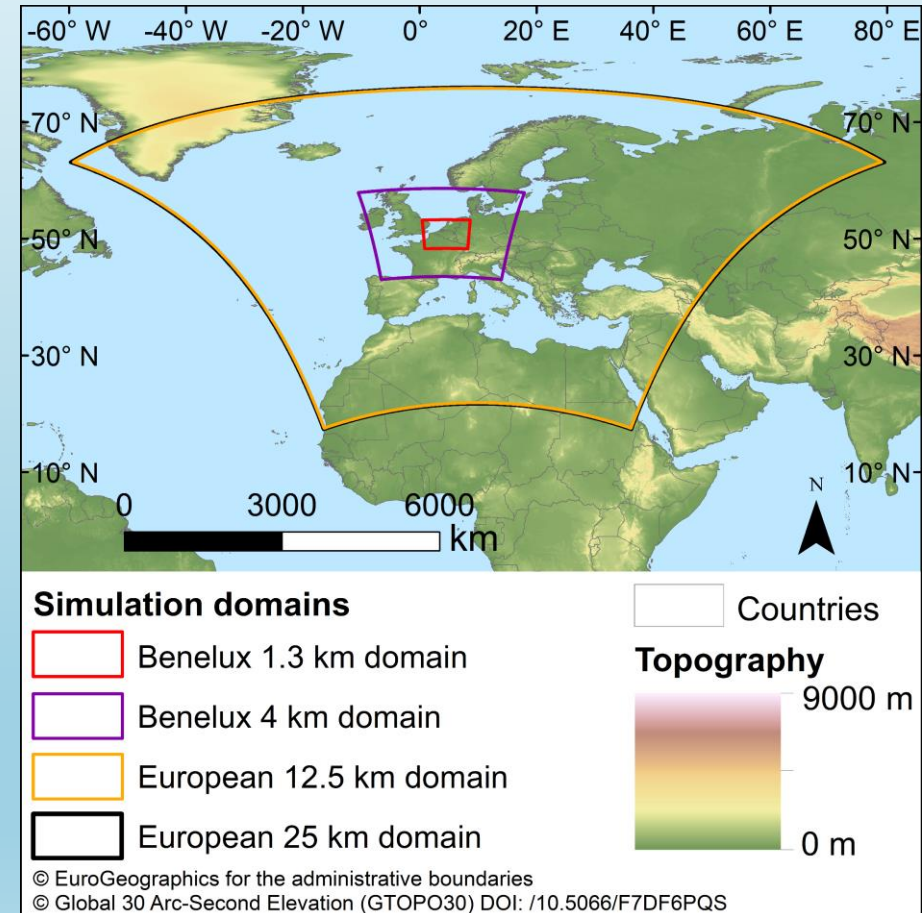 -60° W -40° W -20° W 0° 20° E 40° E 60° E 80° E
70° N 70° N
50° N 50° N
30° N 30° N
10° N 10° N
0 3000 6000
km
N
Simulation domains
Benelux 1.3 km domain
Benelux 4 km domain
European 12.5 km domain
European 25 km domain
Countries
Topography
9000 m
0 m
© EuroGeographics for the administrative boundaries
© Global 30 Arc-Second Elevation (GTOPO30) DOI: /10.5066/F7DF6PQS